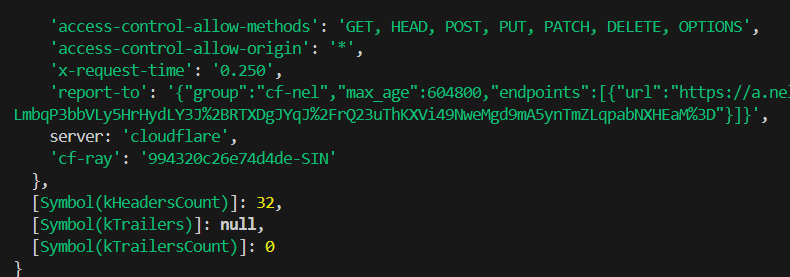 'access-control-allow-methods': 'GET, HEAD, POST, PUT, PATCH, DELETE, OPTIONS',
'access-control-allow-origin': '*',
'x-request-time': '0.250',
'report-to': '{"group":"cf-nel","max_age":604800,"endpoints":[{"url":"https://a.nel
LmbqP3bbVLy5HrHydLY3J%2BRTXDgJYqJ%2FrQ23uThKXVi49NweMgd9mA5ynTmZLqpabNXHEaM%3D"}]}',
server: 'cloudflare',
'cf-ray': '994320c26e74d4de-SIN'
},
[Symbol(kHeadersCount)]: 32,
[Symbol(kTrailers)]: null,
[Symbol(kTrailersCount)]: 0
}